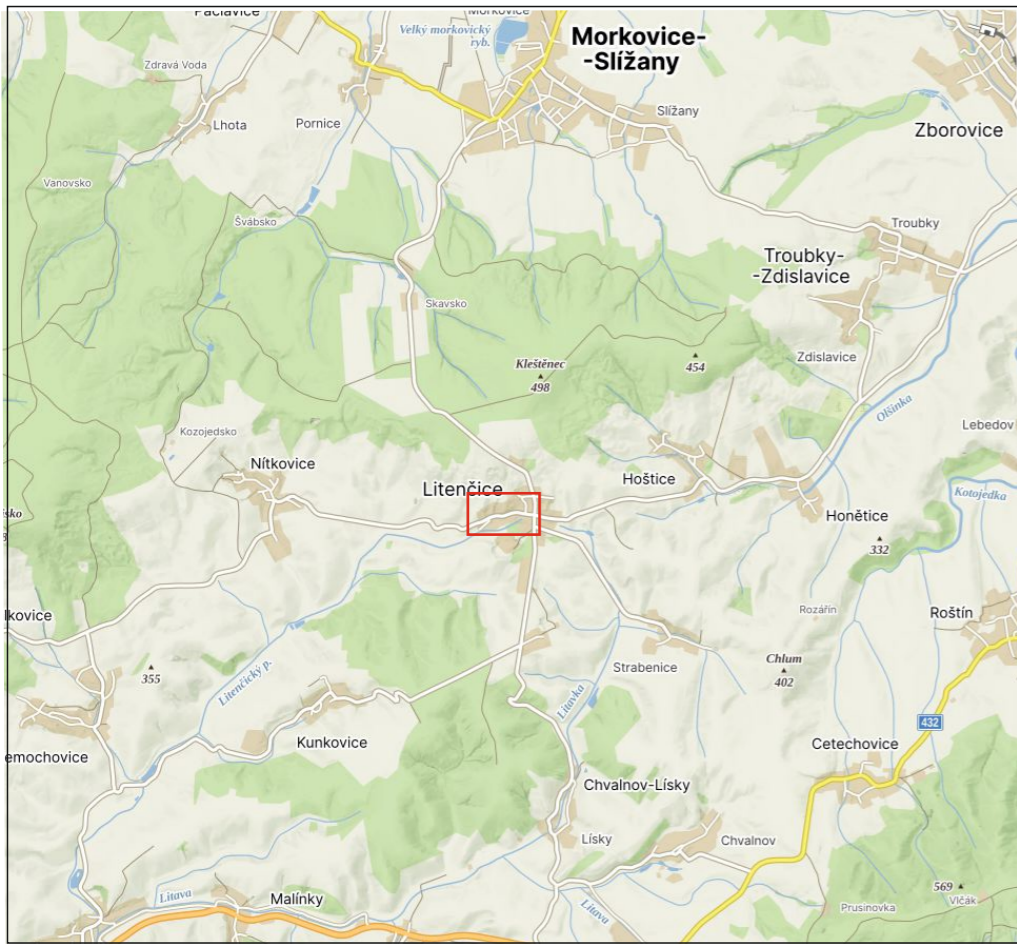 Morkovice-
-Slížany
Velký morkovický
ryb.
Zdravá Voda
Lhota
Pornice
Slížany
Zborovice
Vanovsko
Švábsko
Troubky
Troubky-
-Zdislavice
Skavsko
Kleštěnec
498
454
Zdislavice
Olšinka
Lebedov
Kozojedsko
Nítkovice
Litenčice
Hoštice
Kotojedka
Honětice
332
Rozářín
Roštín
lkovice
355
Litenčický p.
Strabenice
Chlum
402
Litavka
432
Kunkovice
Cetechovice
emochovice
Chvalnov-Lísky
Lísky
Chvalnov
Litava
Malínky
Litava
569
Vlčák
Prusinovka